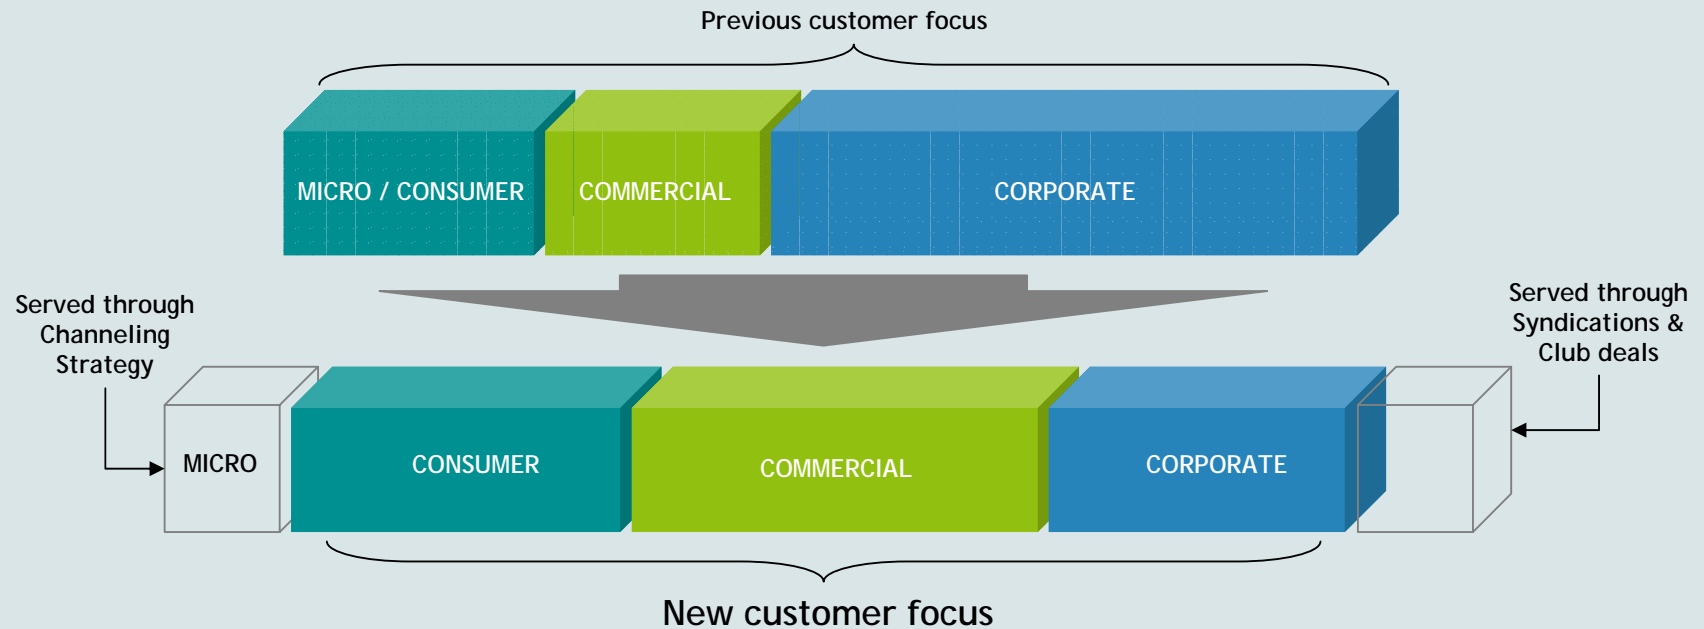 Previous customer focus
MICRO / CONSUMER
COMMERCIAL
CORPORATE
Served through
Channeling
Strategy
Served through
Syndications &
Club deals
MICRO
CONSUMER
COMMERCIAL
CORPORATE
New customer focus